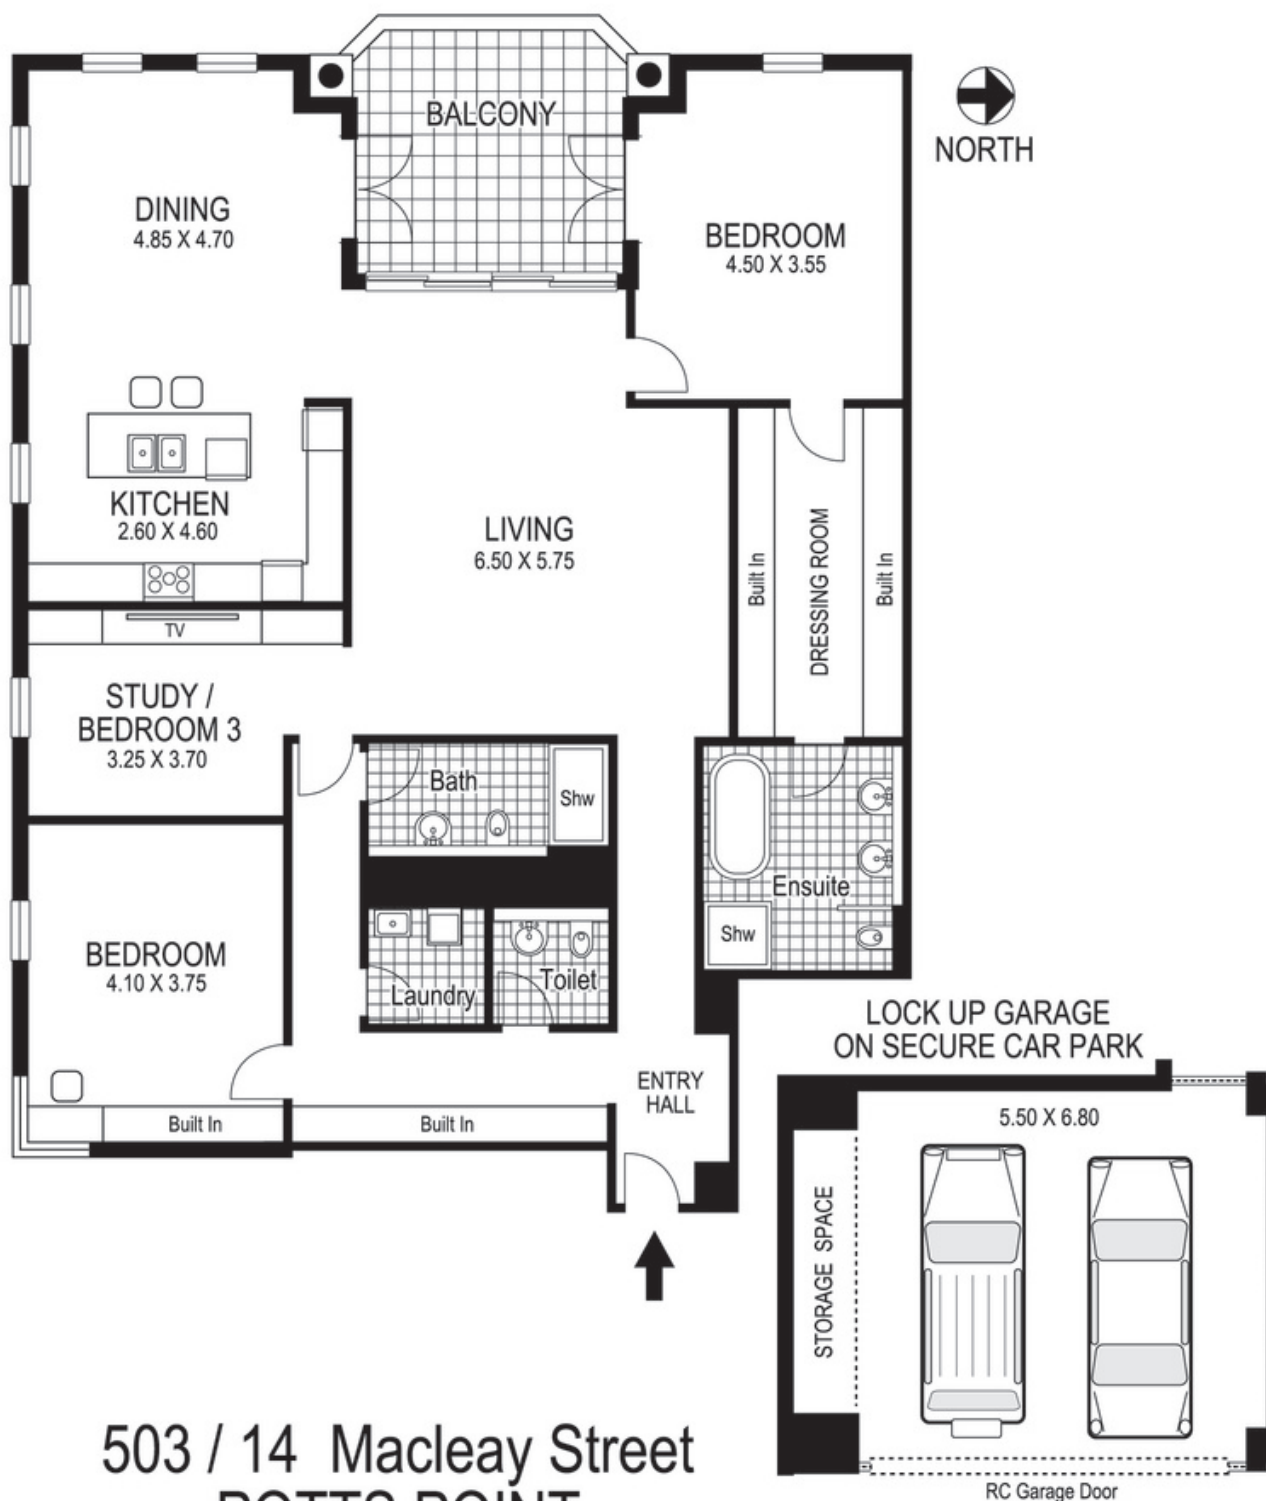 BALCONY
NORTH
DINING
4.85 X 4.70
BEDROOM
4.50 X 3.55
KITCHEN
2.60 X 4.60
LIVING
6.50 X 5.75
Built In
DRESSING ROOM
Built In
TV
STUDY /
BEDROOM 3
3.25 X 3.70
Bath
Shw
Ensuite
Shw
BEDROOM
4.10 X 3.75
Laundry
Toilet
Built In
Built In
ENTRY
HALL
LOCK UP GARAGE
ON SECURE CAR PARK
5.50 X 6.80
STORAGE SPACE
RC Garage Door
503 / 14 Macleay Street
POTTS POINT